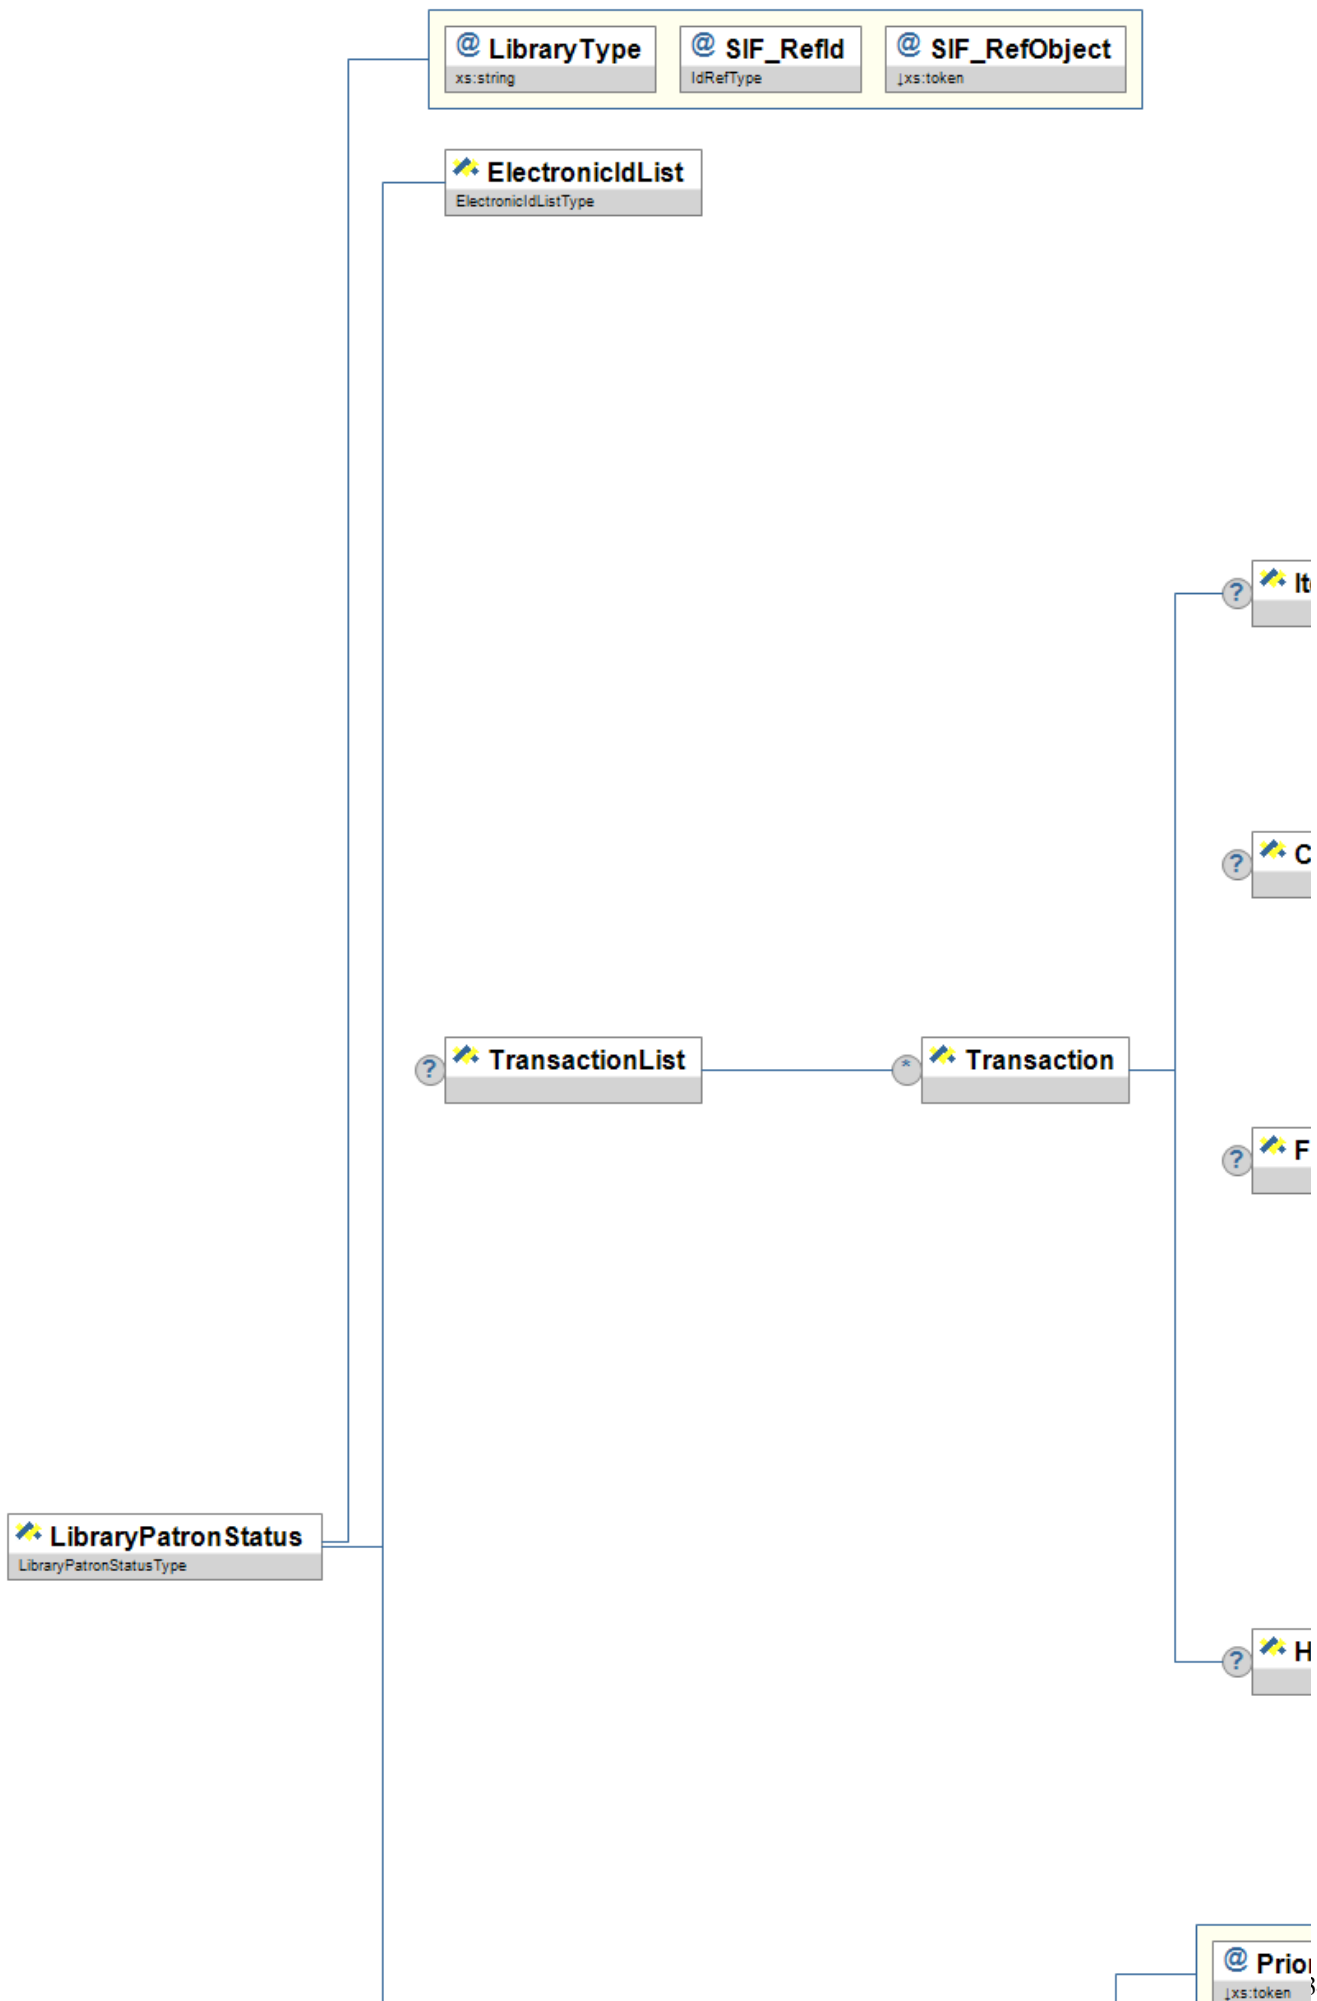 @ LibraryType
xs:string
@ SIF_RefId
IdRefType
@ SIF_RefObject
↓xs:token
ElectronicIdList
ElectronicIdListType
?
? TransactionList
* Transaction
? C
? F
LibraryPatronStatus
LibraryPatronStatusType
? H
@
↓xs:token